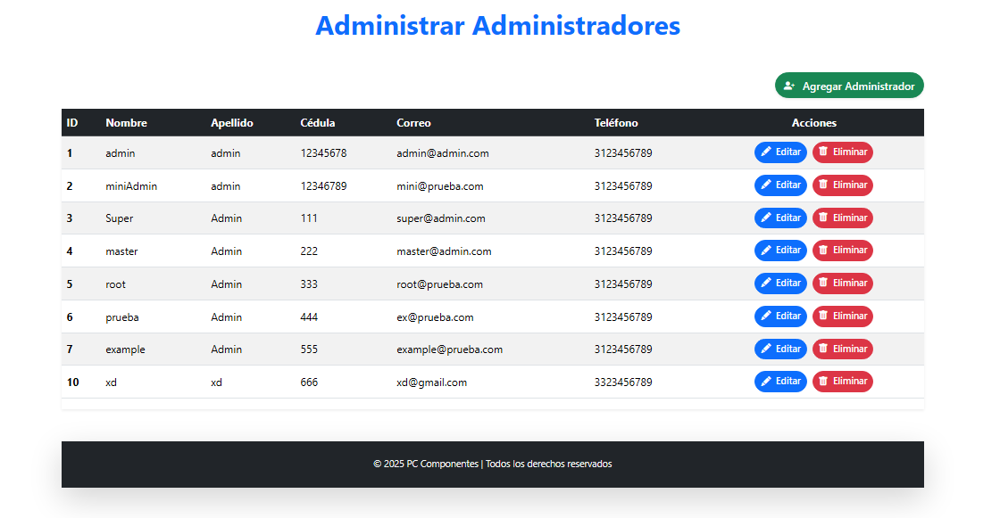 Administrar Administradores
Agregar Administrador
ID Nombre Apellido Cédula Correo Teléfono Acciones
1 admin admin 12345678 admin@admin.com 3123456789 Editar Eliminar
2 miniAdmin admin 12346789 mini@prueba.com 3123456789 Editar Eliminar
3 Super Admin 111 super@admin.com 3123456789 Editar Eliminar
4 master Admin 222 master@admin.com 3123456789 Editar Eliminar
5 root Admin 333 root@prueba.com 3123456789 Editar Eliminar
6 prueba Admin 444 ex@prueba.com 3123456789 Editar Eliminar
7 example Admin 555 example@prueba.com 3123456789 Editar Eliminar
10 xd xd 666 xd@gmail.com 3323456789 Editar Eliminar
© 2025 PC Componentes | Todos los derechos reservados